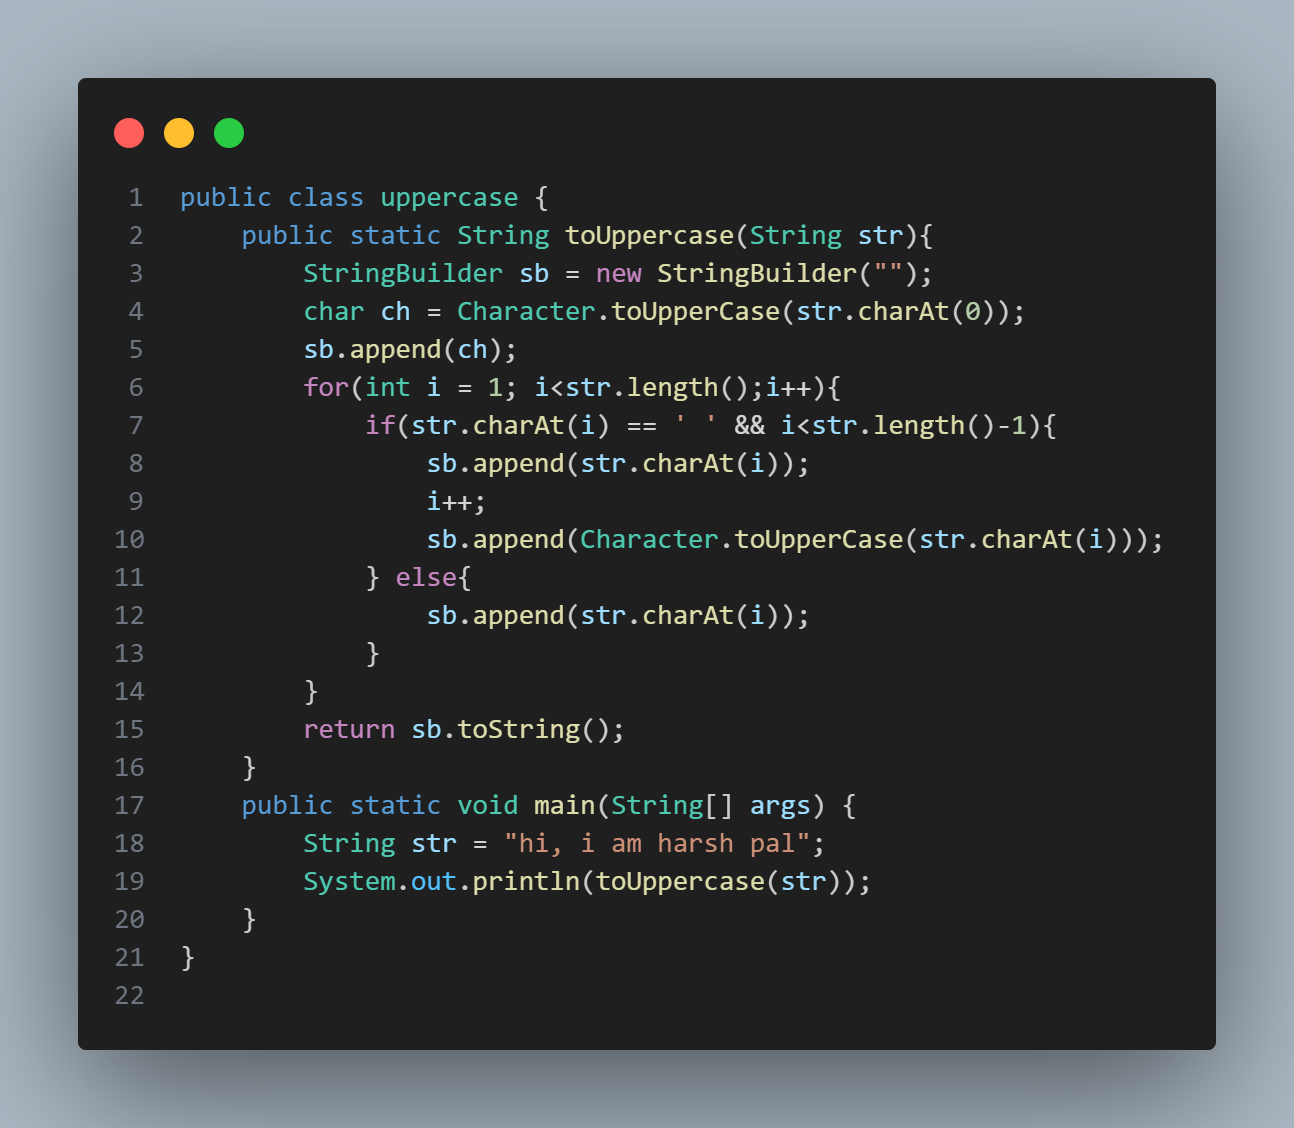 1 public class uppercase {
2     public static String toUppercase(String str){
3         StringBuilder sb = new StringBuilder("");
4         char ch = Character.toUpperCase(str.charAt(0));
5         sb.append(ch);
6         for(int i = 1; i<str.length();i++){
7             if(str.charAt(i) == ' ' && i<str.length()-1){
8                 sb.append(str.charAt(i));
9                 i++;
10                 sb.append(Character.toUpperCase(str.charAt(i)));
11             } else{
12                 sb.append(str.charAt(i));
13             }
14         }
15         return sb.toString();
16     }
17     public static void main(String[] args) {
18         String str = "hi, i am harsh pal";
19         System.out.println(toUppercase(str));
20     }
21 }
22